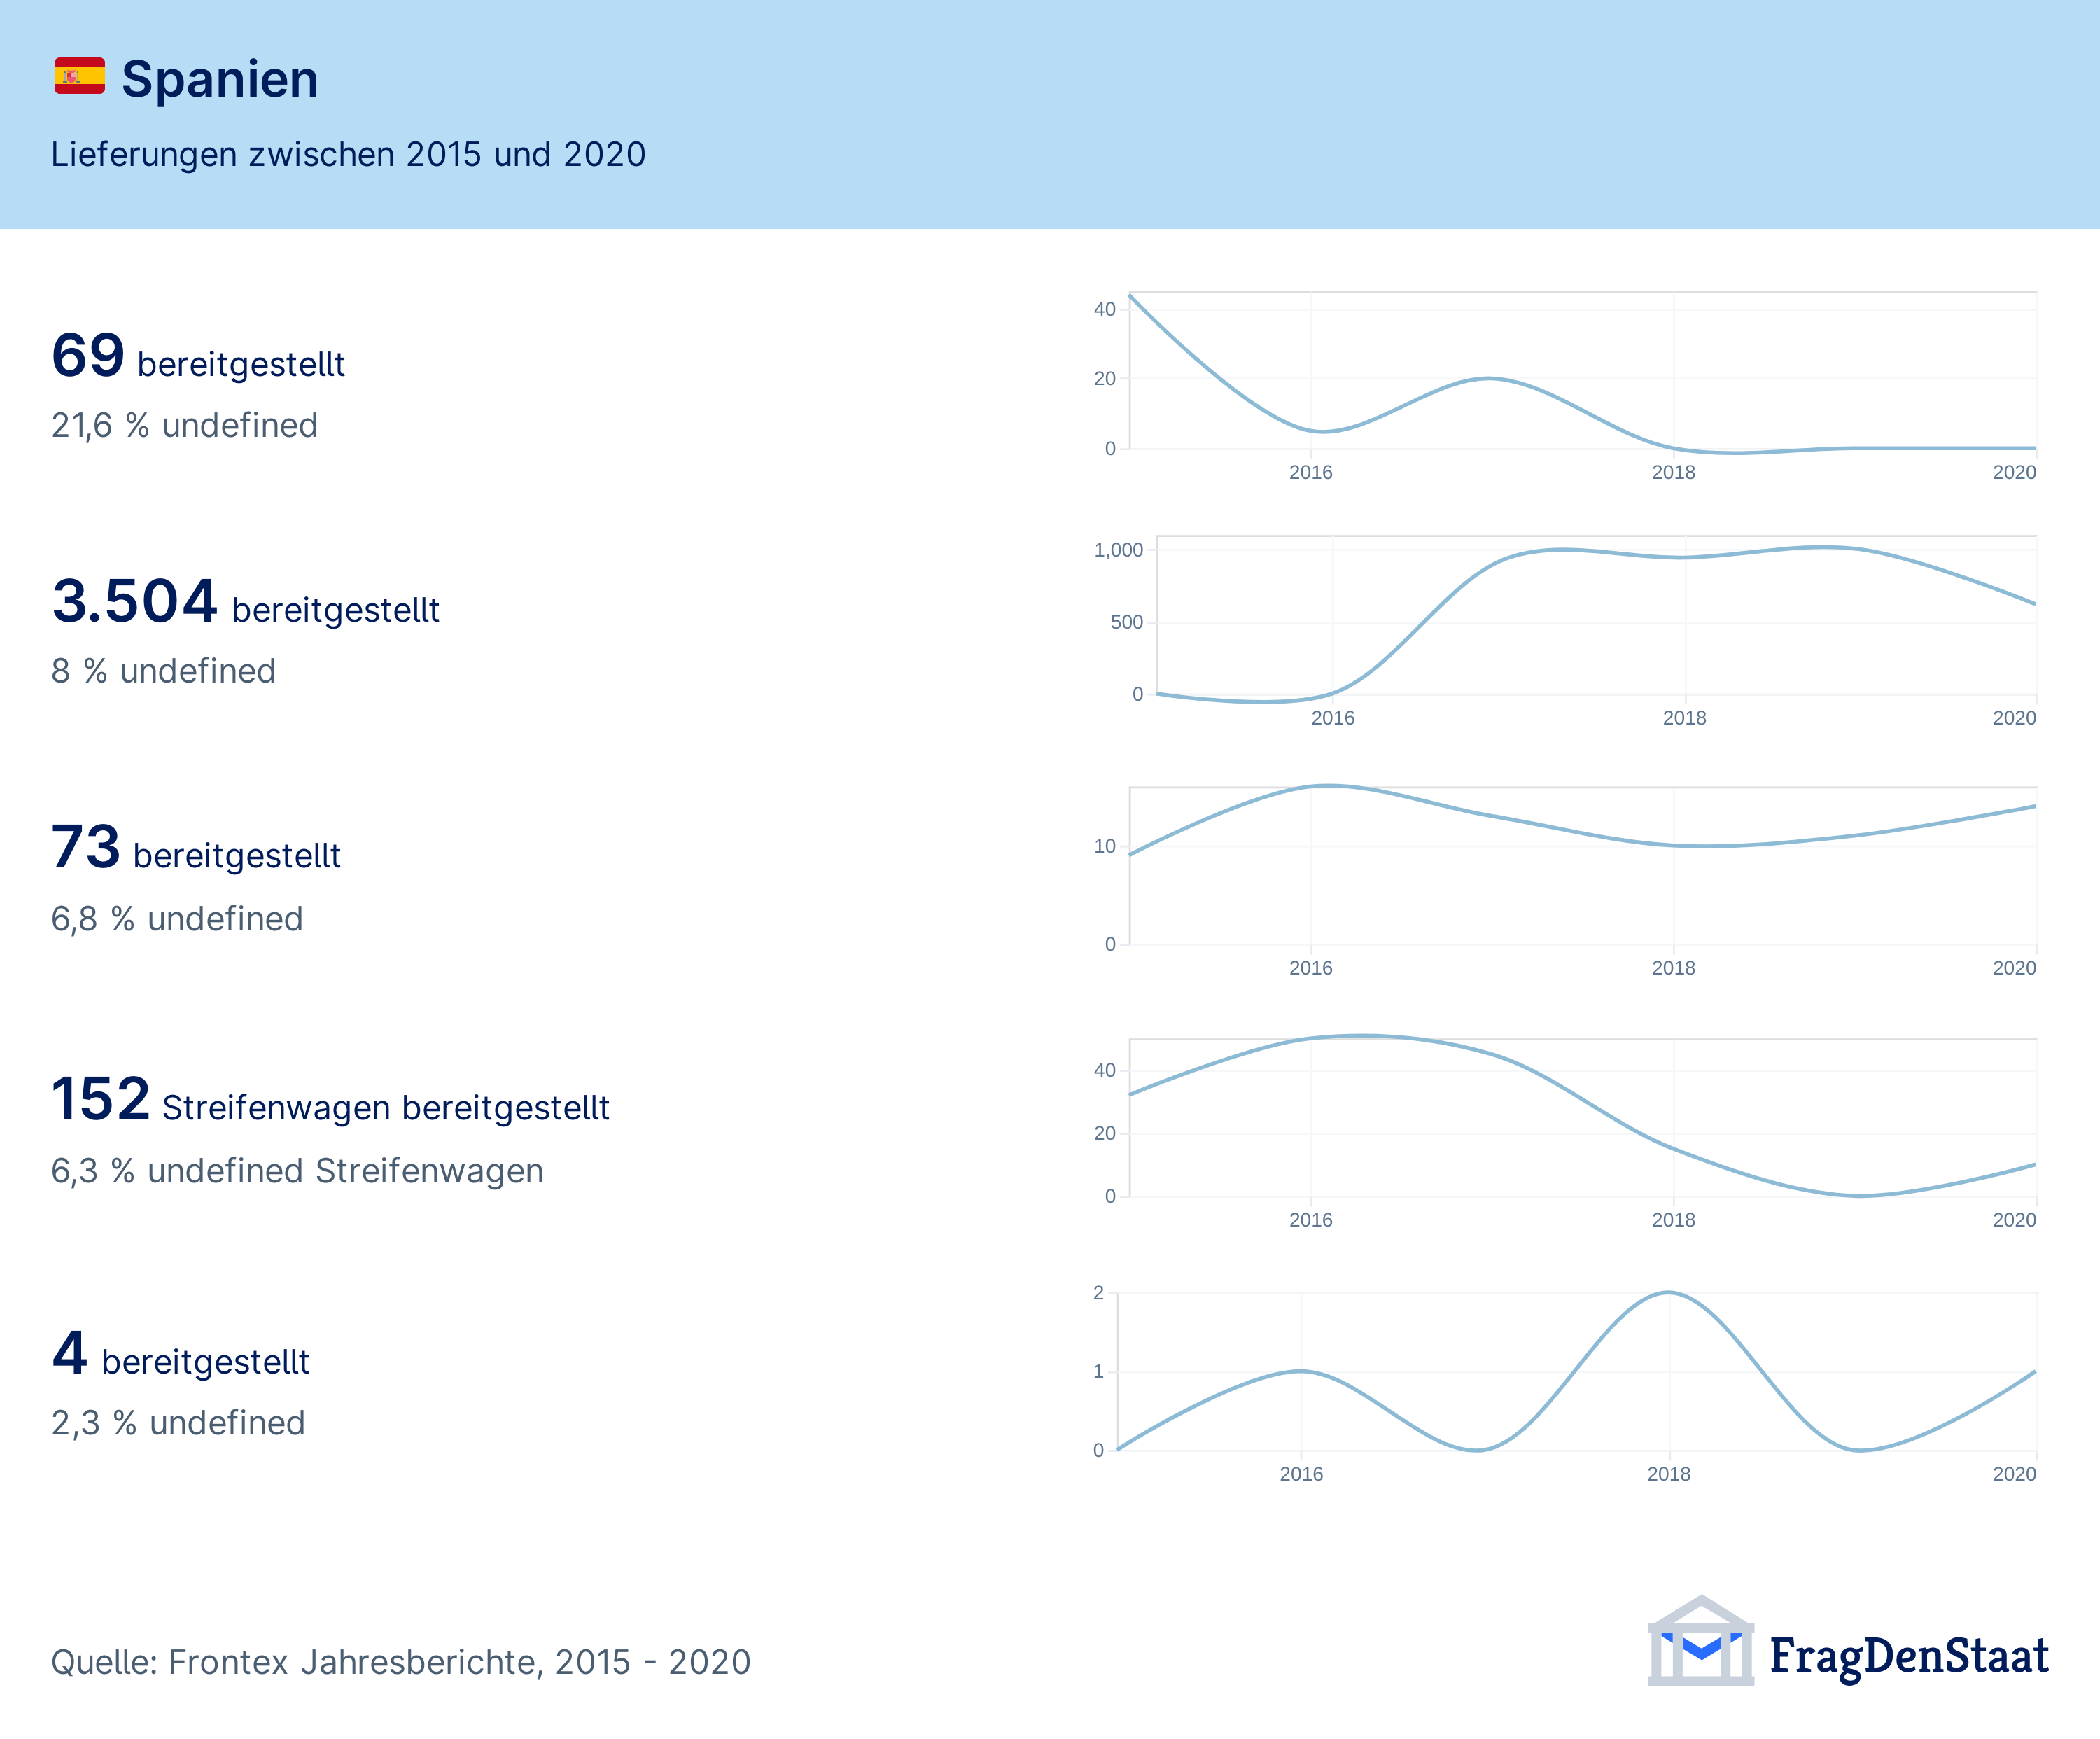 Spanien
Lieferungen zwischen 2015 und 2020
69 bereitgestellt
21,6 % undefined
40
20
0
2016 2018 2020
3.504 bereitgestellt
8 % undefined
1,000
500
0
2016 2018 2020
73 bereitgestellt
6,8 % undefined
10
0
2016 2018 2020
152 Streifenwagen bereitgestellt
6,3 % undefined Streifenwagen
40
20
0
2016 2018 2020
4 bereitgestellt
2,3 % undefined
2
1
0
2016 2018 2020
Quelle: Frontex Jahresberichte, 2015 - 2020
FragDenStaat